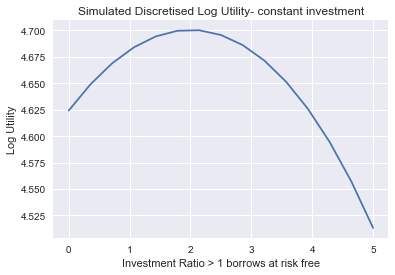 Simulated Discretised Log Utility- constant investment
4.700
4.675
4.650
4.625
4.600
4.575
4.550
4.525
Log Utility
0 1 2 3 4 5
Investment Ratio > 1 borrows at risk free